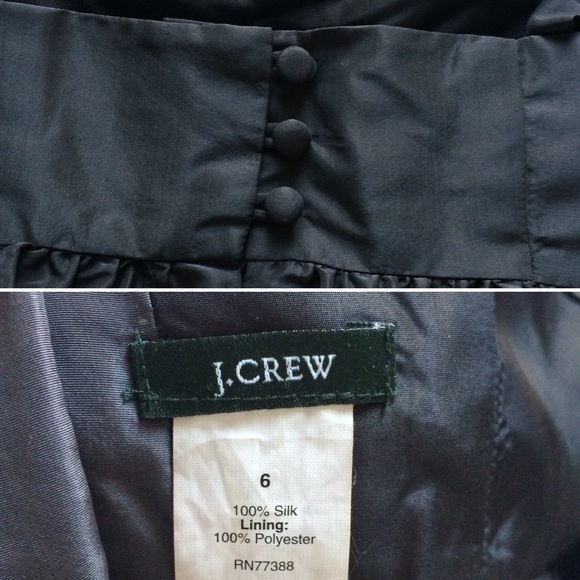 J.CREW
6
100% Silk
Lining:
100% Polyester
RN77388